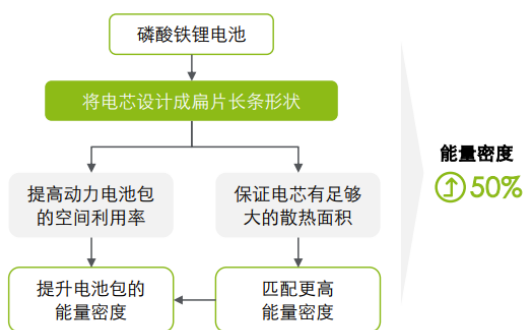 磷酸铁锂电池
将电芯设计成扁片长条形状
提高动力电池包
的空间利用率
保证电芯有足够
大的散热面积
提升电池包的
能量密度
匹配更高
能量密度
能量密度
50%